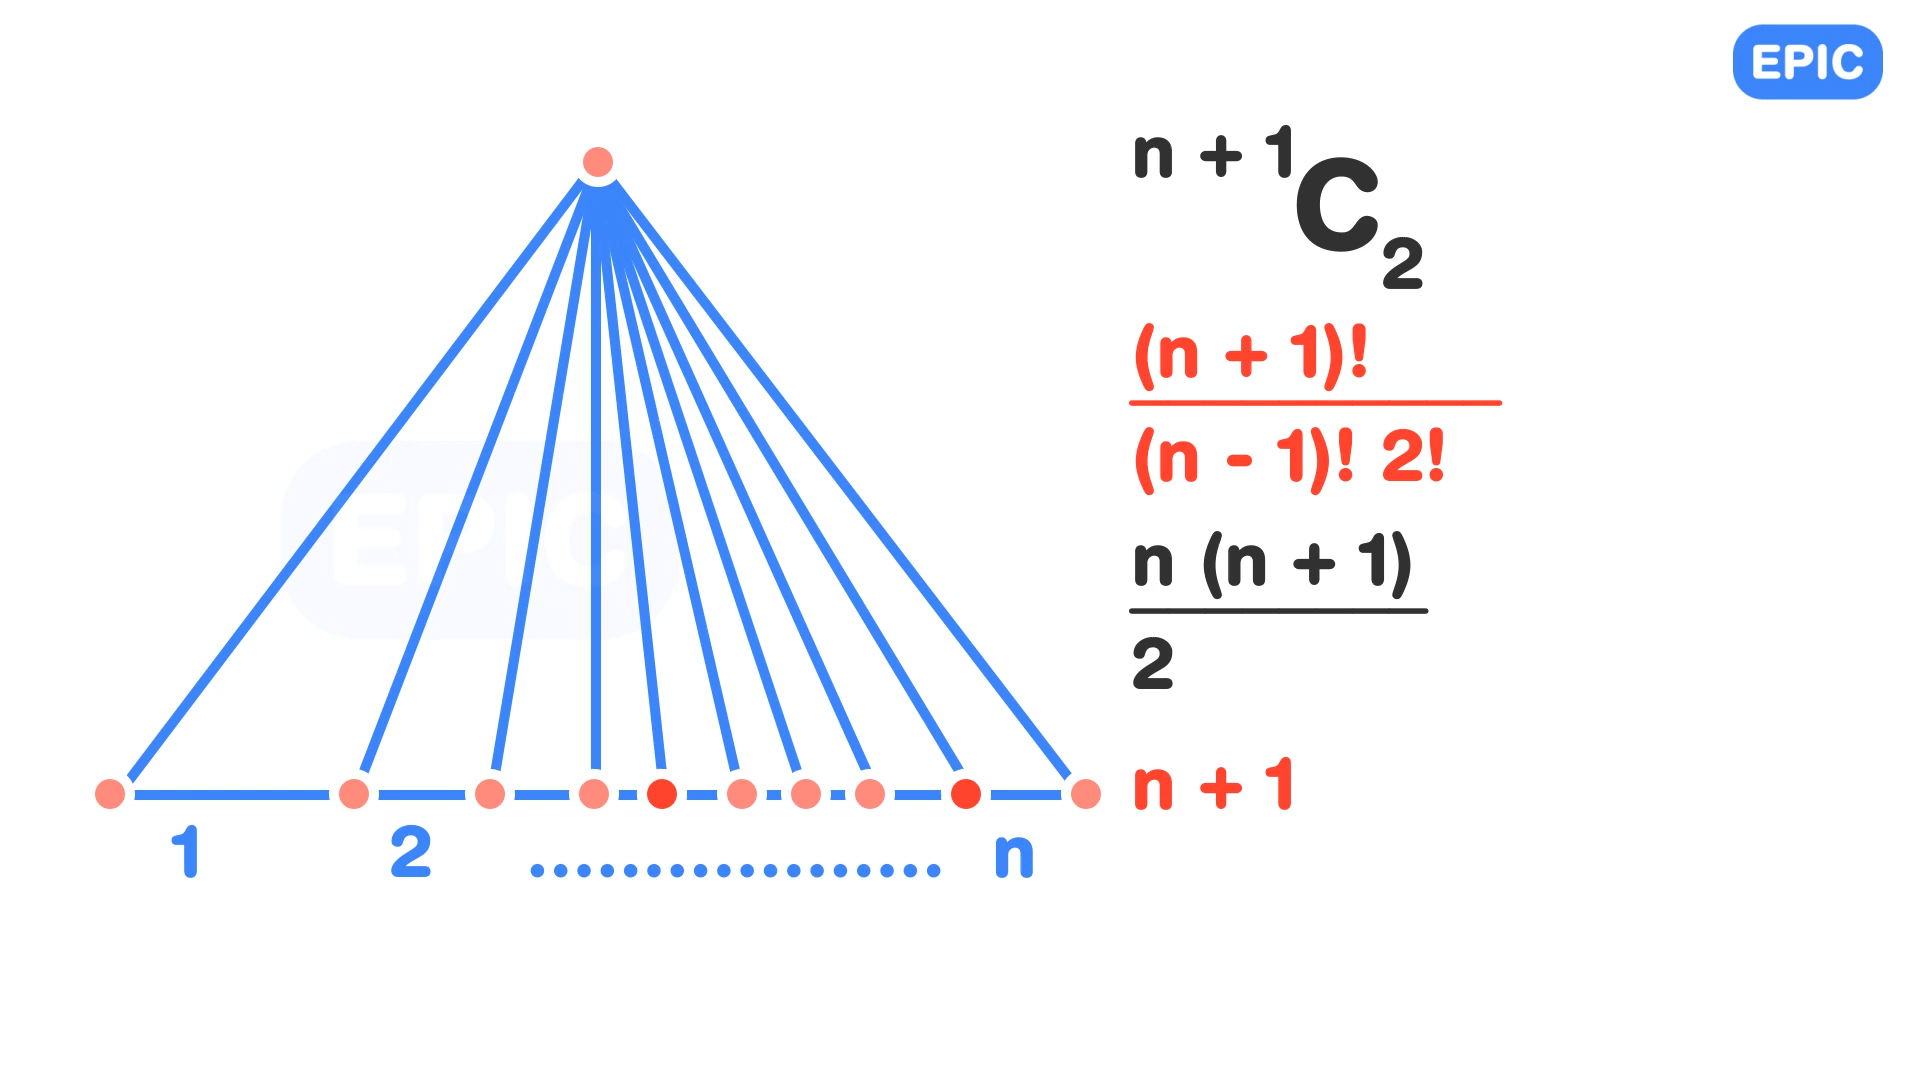 EPIC
n + 1C2
(n + 1)!
(n - 1)! 2!
n (n + 1)
2
n + 1
1 2 .................. n
EPIC